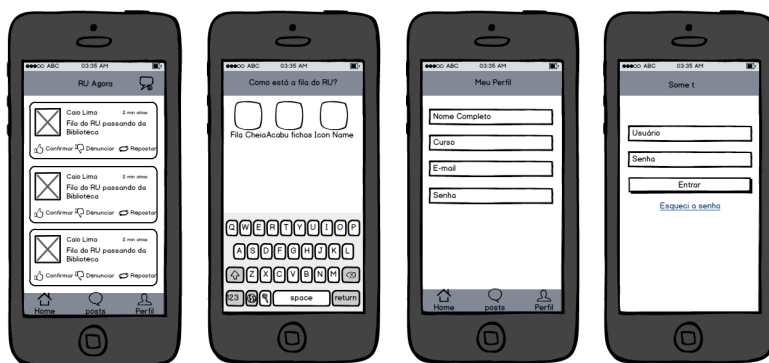 ABC 03:35 AM
RU Agora
Caio Lima 2 min atras
Fila do RU passando da
Biblioteca
Confirmar Denunciar Repostar
Caio Lima 2 min atras
Fila do RU passando da
Biblioteca
Confirmar Denunciar Repostar
Caio Lima 2 min atras
Fila do RU passando da
Biblioteca
Confirmar Denunciar Repostar
Home posts Perfil
ABC 03:35 AM
Como está a fila do RU?
Fila Cheia Acabu fichas Icon Name
Q W E R T Y U I O P
A S D F G H J K L
Z X C V B N M
123 space return
ABC 03:35 AM
Meu Perfil
Nome Completo
Curso
E-mail
Senha
Home posts Perfil
ABC 03:35 AM
Some t
Usuário
Senha
Entrar
Esqueci a senha